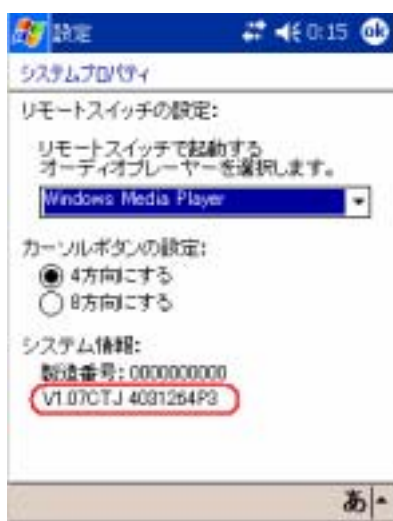 設定 0:15 ok
システムプロパティ
リモートスイッチの設定:
リモートスイッチで起動する
オーディオプレーヤーを選択します。
Windows Media Player
カーソルボタンの設定:
4方向にする
8方向にする
システム情報:
製造番号: 0000000000
V1.07CTJ 4031264P3
あ